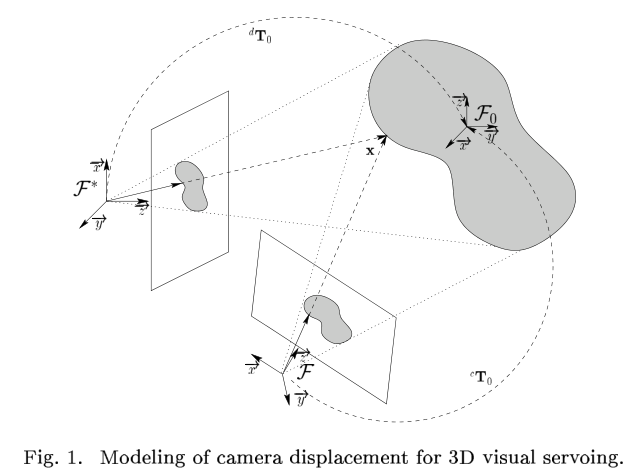 ᵈT₀
z
ℱ₀
y
x
x
x
ℱ*
z
y
z
x
ℱ
y
ᶜT₀
Fig. 1. Modeling of camera displacement for 3D visual servoing.